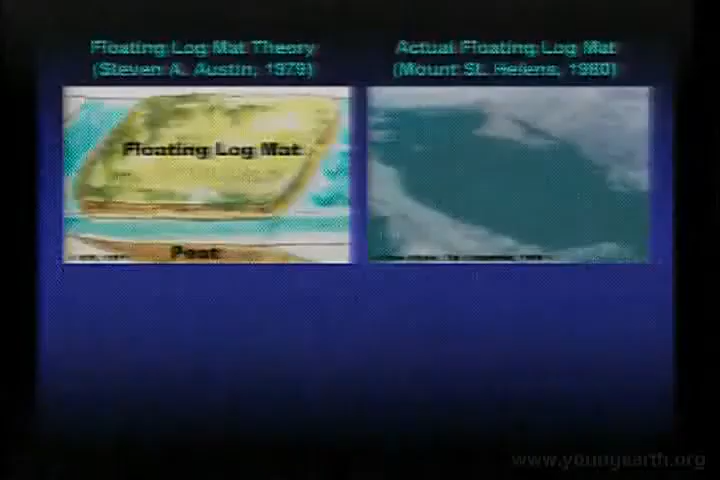 Floating Log Mat Theory
(Steven A. Austin, 1979)
Actual Floating Log Mat
(Mount St. Helens, 1980)
Floating Log Mat
Peat
www.youngearth.org